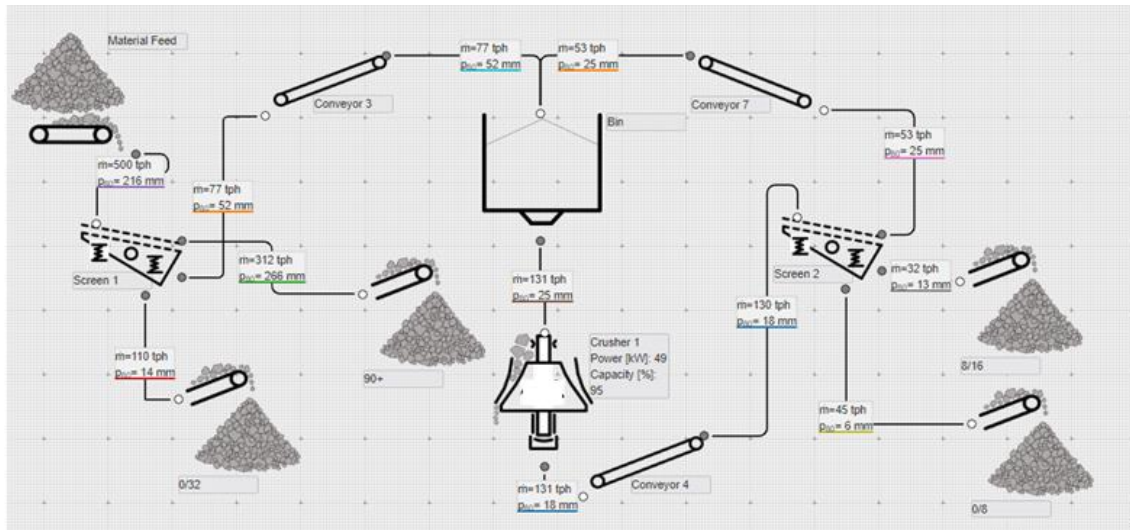 Material Feed
ṁ=77 tph
p₈₀= 52 mm
ṁ=53 tph
p₈₀= 25 mm
Conveyor 3
Conveyor 7
Bin
ṁ=500 tph
p₈₀= 216 mm
ṁ=53 tph
p₈₀= 25 mm
ṁ=77 tph
p₈₀= 52 mm
ṁ=312 tph
p₈₀= 266 mm
Screen 1
ṁ=131 tph
p₈₀= 25 mm
Screen 2
ṁ=32 tph
p₈₀= 13 mm
ṁ=130 tph
p₈₀= 18 mm
Crusher 1
Power [kW]: 49
Capacity [%]:
95
ṁ=110 tph
p₈₀= 14 mm
90+
8/16
ṁ=45 tph
p₈₀= 6 mm
0/32
ṁ=131 tph
p₈₀= 18 mm
Conveyor 4
0/8